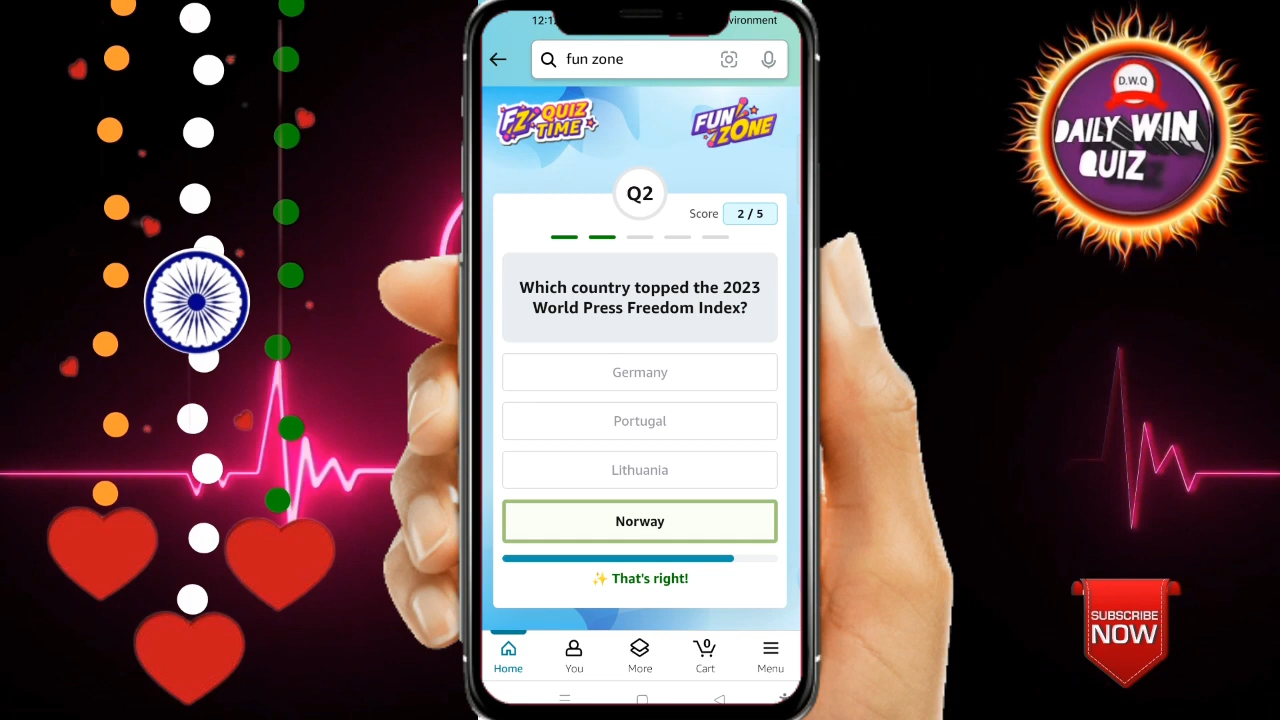 12:1
vironment
fun zone
FZ QUIZ
TIME
FUN
ZONE
Q2
Score 2 / 5
Which country topped the 2023
World Press Freedom Index?
Germany
Portugal
Lithuania
Norway
✨ That's right!
Home
You
More
0
Cart
Menu
D.W.Q
DAILY WIN
QUIZ
SUBSCRIBE
NOW